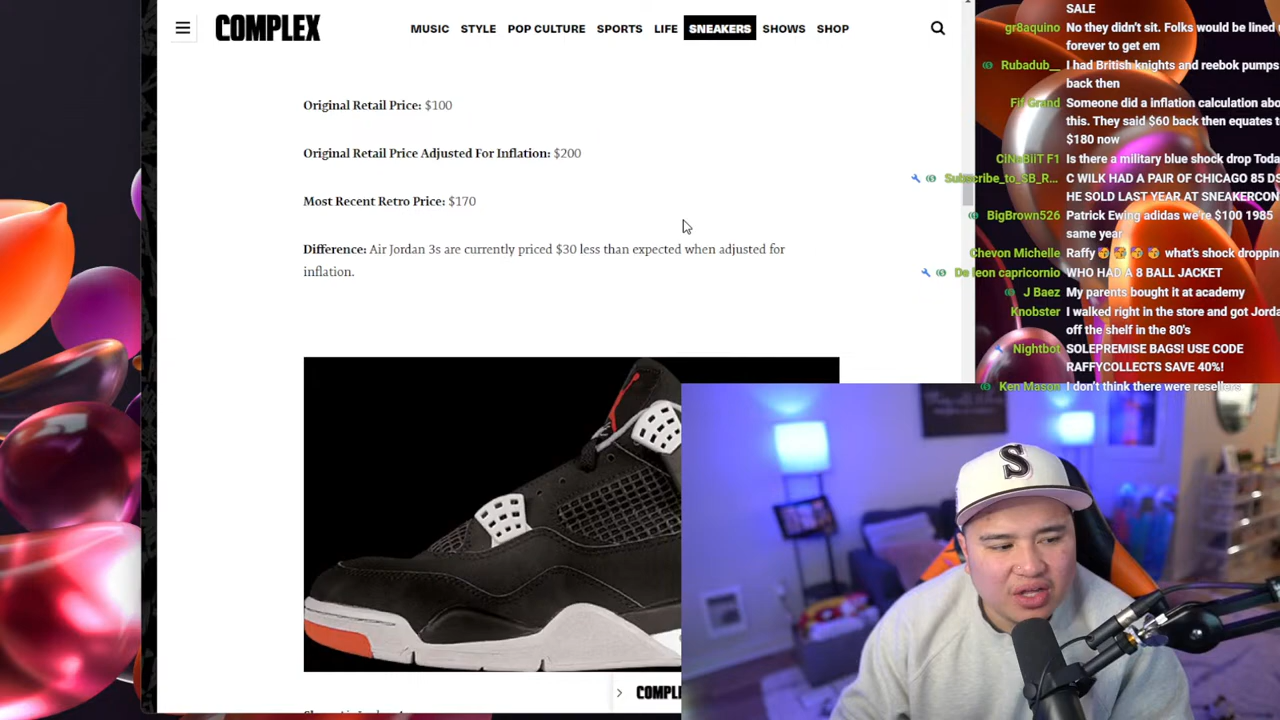 COMPLEX
MUSIC STYLE POP CULTURE SPORTS LIFE SNEAKERS SHOWS SHOP
Original Retail Price: $100
Original Retail Price Adjusted For Inflation: $200
Most Recent Retro Price: $170
Difference: Air Jordan 3s are currently priced $30 less than expected when adjusted for
inflation.
SALE
gr8aquino No they didn't sit. Folks would be lined
forever to get em
Rubadub__ I had British knights and reebok pumps
back then
Fif Grand Someone did a inflation calculation abo
this. They said $60 back then equates t
$180 now
CiNeBiiT F1 Is there a military blue shock drop Toda
Subscribe_to_SB_R... C WILK HAD A PAIR OF CHICAGO 85 DS
HE SOLD LAST YEAR AT SNEAKERCON
BigBrown526 Patrick Ewing adidas we're $100 1985
same year
Chevon Michelle Raffy 🥳 🥳 🥳 🥳 what's shock droppin
De leon capricornio WHO HAD A 8 BALL JACKET
J Baez My parents bought it at academy
Knobster I walked right in the store and got Jorda
off the shelf in the 80's
Nightbot SOLEPREMISE BAGS! USE CODE
RAFFYCOLLECTS SAVE 40%!
Ken Mason I don't think there were resellers
S
COMPL